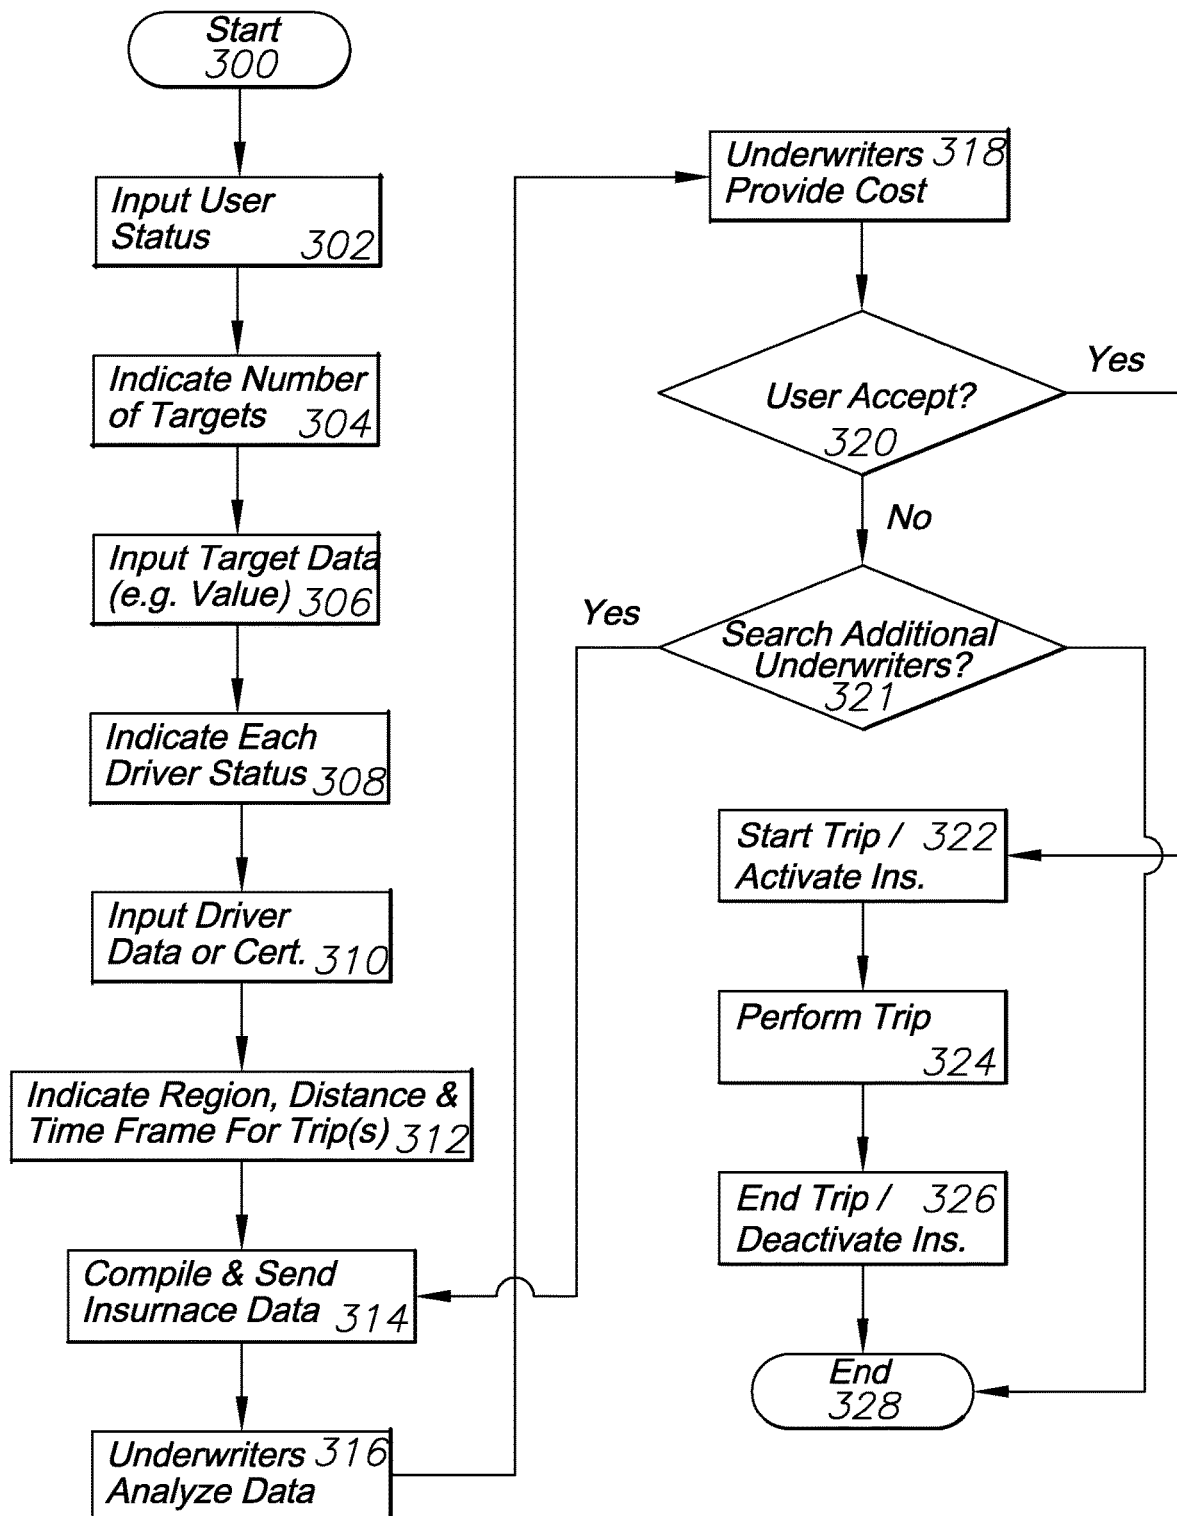 Start
300
Input User
Status 302
Indicate Number
of Targets 304
Input Target Data
(e.g. Value) 306
Indicate Each
Driver Status 308
Input Driver
Data or Cert. 310
Indicate Region, Distance &
Time Frame For Trip(s) 312
Compile & Send
Insurnace Data 314
Underwriters 316
Analyze Data
Underwriters 318
Provide Cost
User Accept?
320
Yes
No
Search Additional
Underwriters?
321
Yes
Start Trip / 322
Activate Ins.
Perform Trip
324
End Trip / 326
Deactivate Ins.
End
328